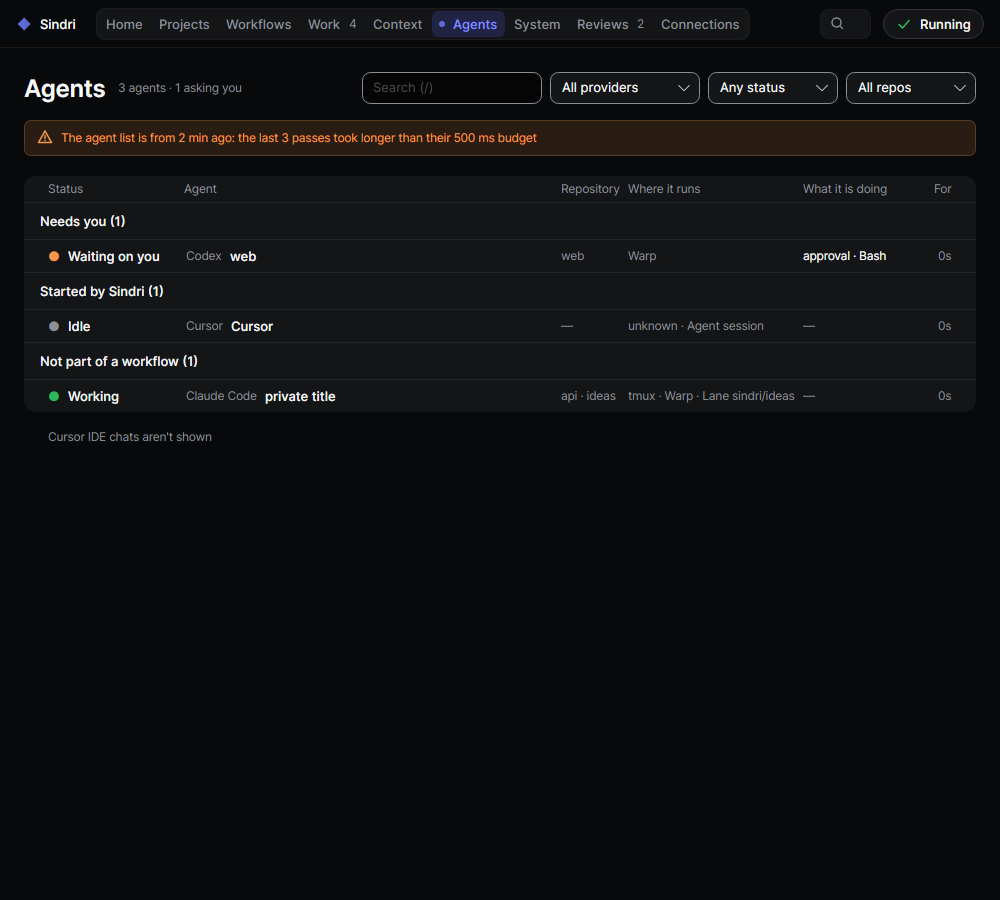 Sindri Home Projects Workflows Work 4 Context Agents System Reviews 2 Connections Running
Agents 3 agents · 1 asking you Search (/) All providers Any status All repos
The agent list is from 2 min ago: the last 3 passes took longer than their 500 ms budget
Status Agent Repository Where it runs What it is doing For
Needs you (1)
Waiting on you Codex web web Warp approval · Bash 0s
Started by Sindri (1)
Idle Cursor Cursor — unknown · Agent session — 0s
Not part of a workflow (1)
Working Claude Code private title api · ideas tmux · Warp · Lane sindri/ideas — 0s
Cursor IDE chats aren't shown